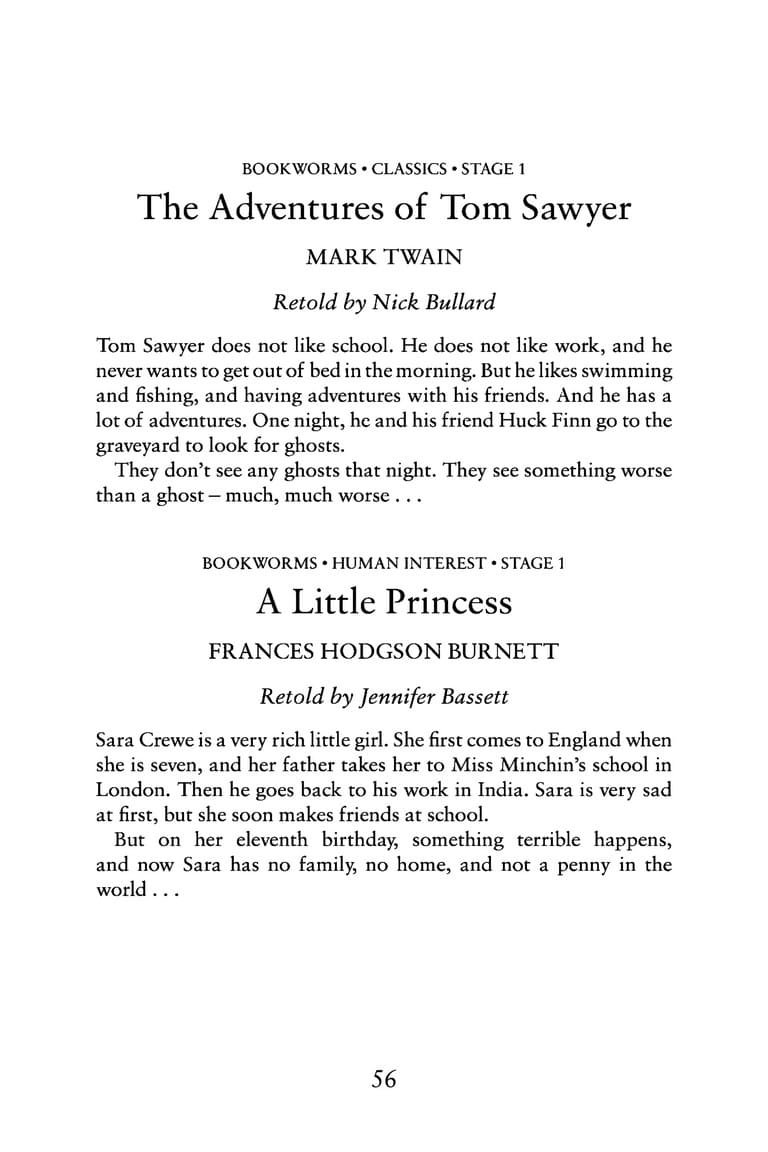 BOOKWORMS • CLASSICS • STAGE 1
The Adventures of Tom Sawyer
MARK TWAIN
Retold by Nick Bullard
Tom Sawyer does not like school. He does not like work, and he
never wants to get out of bed in the morning. But he likes swimming
and fishing, and having adventures with his friends. And he has a
lot of adventures. One night, he and his friend Huck Finn go to the
graveyard to look for ghosts.
They don’t see any ghosts that night. They see something worse
than a ghost – much, much worse . . .
BOOKWORMS • HUMAN INTEREST • STAGE 1
A Little Princess
FRANCES HODGSON BURNETT
Retold by Jennifer Bassett
Sara Crewe is a very rich little girl. She first comes to England when
she is seven, and her father takes her to Miss Minchin’s school in
London. Then he goes back to his work in India. Sara is very sad
at first, but she soon makes friends at school.
But on her eleventh birthday, something terrible happens,
and now Sara has no family, no home, and not a penny in the
world . . .
56